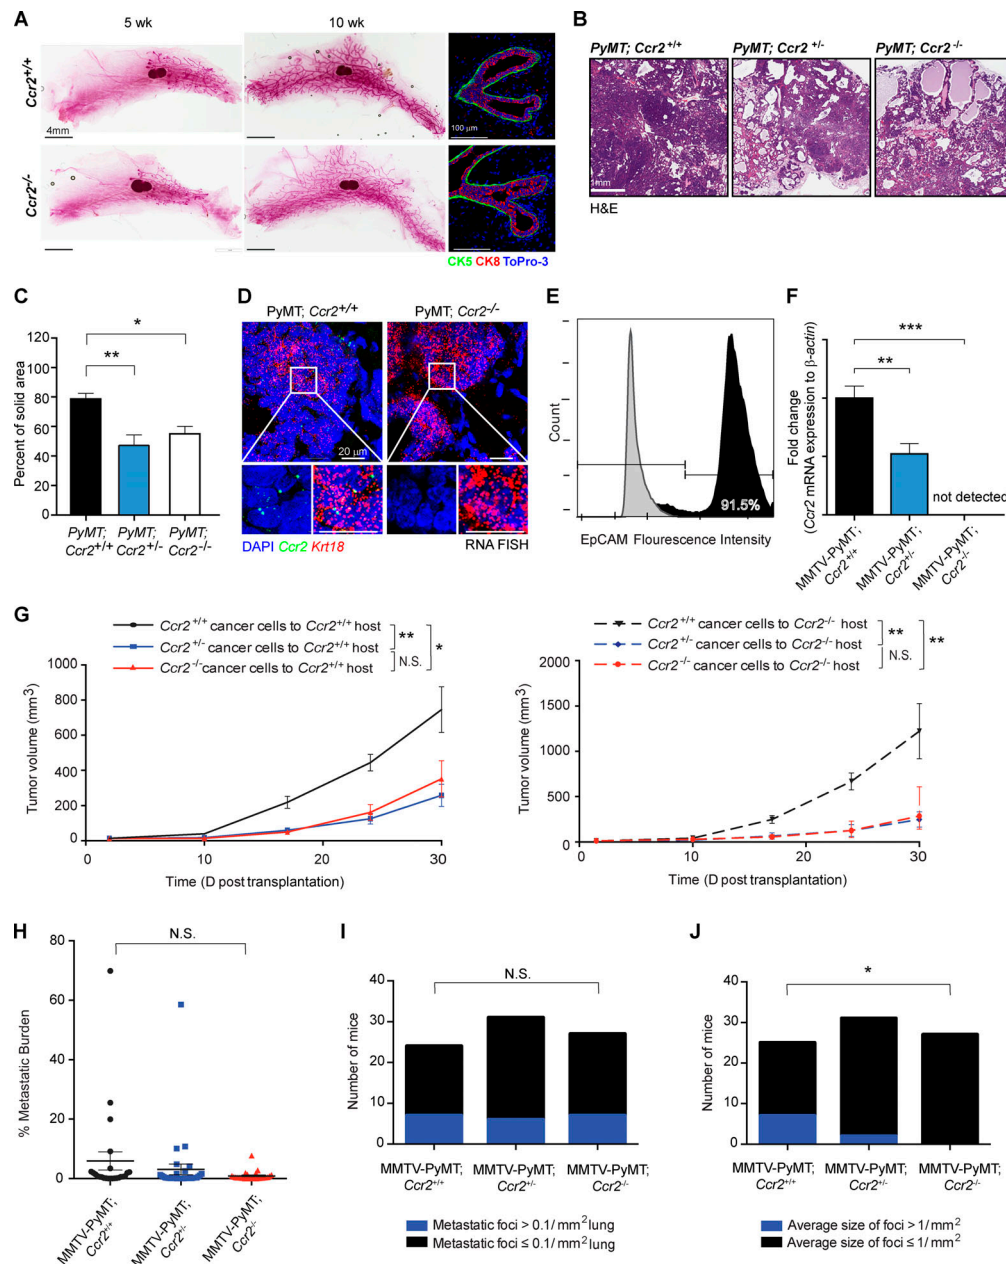 A
5 wk
10 wk
Ccr2+/+
Ccr2-/-
4mm
100 μm
CK5 CK8 ToPro-3
B
PyMT; Ccr2 +/+
PyMT; Ccr2 +/-
PyMT; Ccr2 -/-
1mm
H&E
C
Percent of solid area
120
100
80
60
40
20
0
*
**
PyMT; Ccr2+/+
PyMT; Ccr2+/-
PyMT; Ccr2-/-
D
PyMT; Ccr2+/+
PyMT; Ccr2-/-
20 μm
DAPI Ccr2 Krt18
RNA FISH
E
Count
91.5%
EpCAM Flourescence Intensity
F
Fold change
(Ccr2 mRNA expression to β-actin)
150
100
50
0
***
**
not detected
MMTV-PyMT; Ccr2+/+
MMTV-PyMT; Ccr2+/-
MMTV-PyMT; Ccr2-/-
G
Ccr2+/+ cancer cells to Ccr2+/+ host
Ccr2+/- cancer cells to Ccr2+/+ host
Ccr2-/- cancer cells to Ccr2+/+ host
**
N.S.
*
Tumor volume (mm3)
1000
800
600
400
200
0
0 10 20 30
Time (D post transplantation)
Ccr2+/+ cancer cells to Ccr2-/- host
Ccr2+/- cancer cells to Ccr2-/- host
Ccr2-/- cancer cells to Ccr2-/- host
**
N.S.
**
Tumor volume (mm3)
2000
1500
1000
500
0
0 10 20 30
Time (D post transplantation)
H
N.S.
% Metastatic Burden
80
60
40
20
0
MMTV-PyMT; Ccr2+/+
MMTV-PyMT; Ccr2+/-
MMTV-PyMT; Ccr2-/-
I
N.S.
Number of mice
40
30
20
10
0
MMTV-PyMT; Ccr2+/+
MMTV-PyMT; Ccr2+/-
MMTV-PyMT; Ccr2-/-
Metastatic foci > 0.1/mm2 lung
Metastatic foci ≤ 0.1/mm2 lung
J
*
Number of mice
40
30
20
10
0
MMTV-PyMT; Ccr2+/+
MMTV-PyMT; Ccr2+/-
MMTV-PyMT; Ccr2-/-
Average size of foci > 1/mm2
Average size of foci ≤ 1/mm2